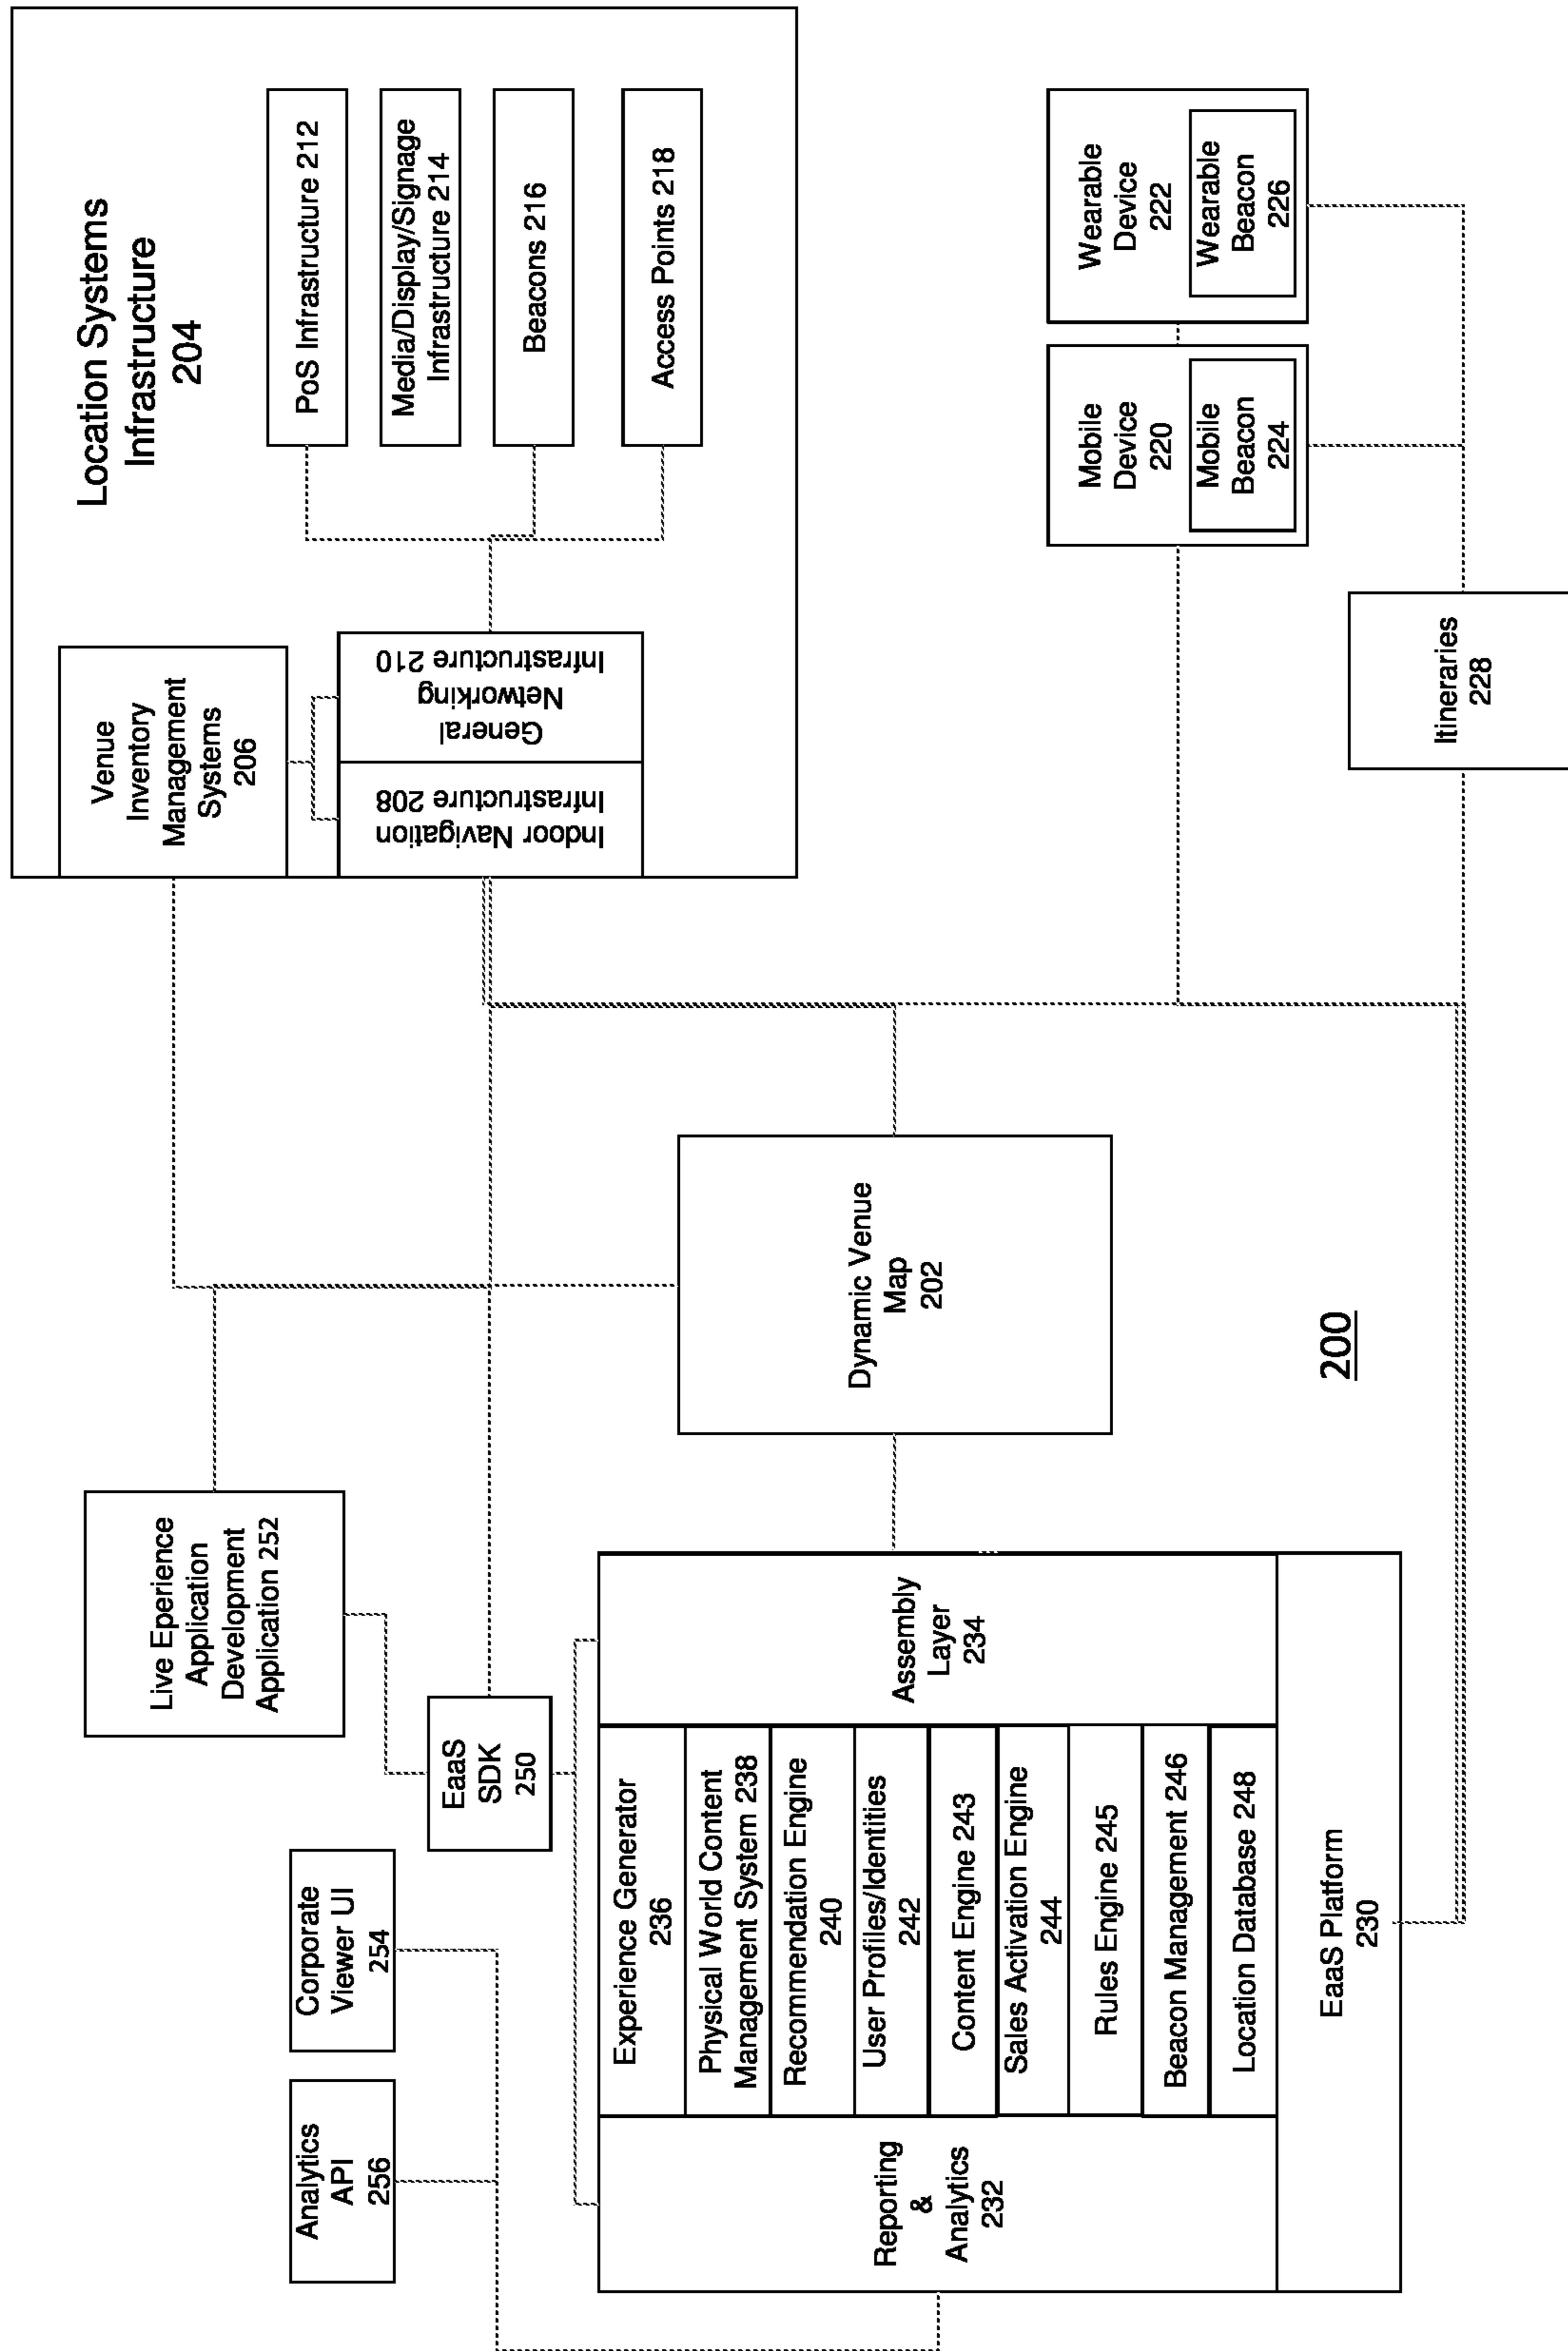 Analytics
API
256
Corporate
Viewer UI
254
Live Eperience
Application
Development
Application 252
EaaS
SDK
250
Reporting
&
Analytics
232
Experience Generator
236
Physical World Content
Management System 238
Recommendation Engine
240
User Profiles/Identities
242
Content Engine 243
Sales Activation Engine
244
Rules Engine 245
Beacon Management 246
Location Database 248
Assembly
Layer
234
EaaS Platform
230
Dynamic Venue
Map
202
200
Location Systems
Infrastructure
204
Venue
Inventory
Management
Systems
206
Indoor Navigation
Infrastructure 208
General
Networking
Infrastructure 210
PoS Infrastructure 212
Media/Display/Signage
Infrastructure 214
Beacons 216
Access Points 218
Mobile
Device
220
Mobile
Beacon
224
Wearable
Device
222
Wearable
Beacon
226
Itineraries
228